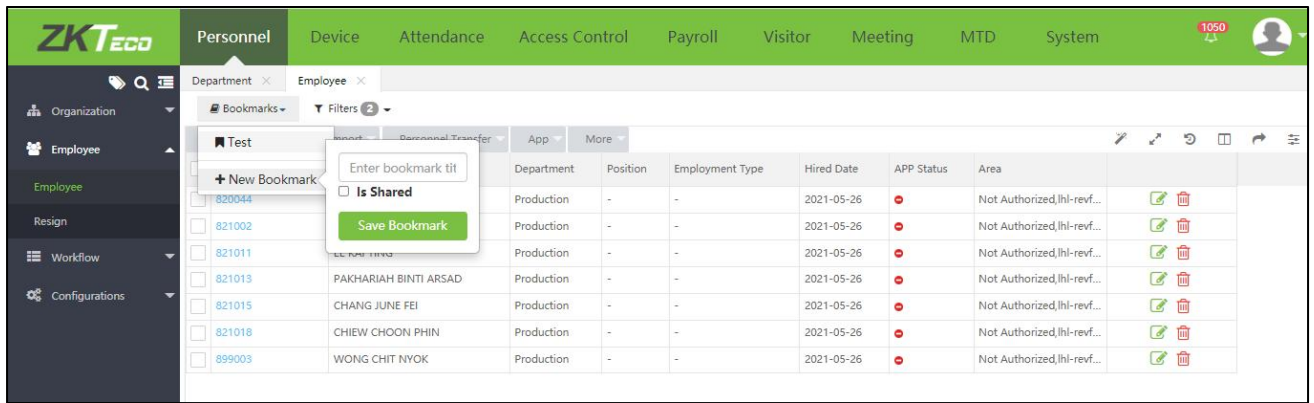 ZKTeco Personnel Device Attendance Access Control Payroll Visitor Meeting MTD System 1050
Department Employee
Organization Bookmarks Filters 2
Test Personnel Transfer App More
Employee Enter bookmark tit Department Position Employment Type Hired Date APP Status Area
+ New Bookmark
Is Shared
Employee 820044 Production - - 2021-05-26 Not Authorized,lhl-revf...
Resign 821002 Save Bookmark Production - - 2021-05-26 Not Authorized,lhl-revf...
Workflow 821011 Production - - 2021-05-26 Not Authorized,lhl-revf...
821013 PAKHARIAH BINTI ARSAD Production - - 2021-05-26 Not Authorized,lhl-revf...
Configurations 821015 CHANG JUNE FEI Production - - 2021-05-26 Not Authorized,lhl-revf...
821018 CHIEW CHOON PHIN Production - - 2021-05-26 Not Authorized,lhl-revf...
899003 WONG CHIT NYOK Production - - 2021-05-26 Not Authorized,lhl-revf...